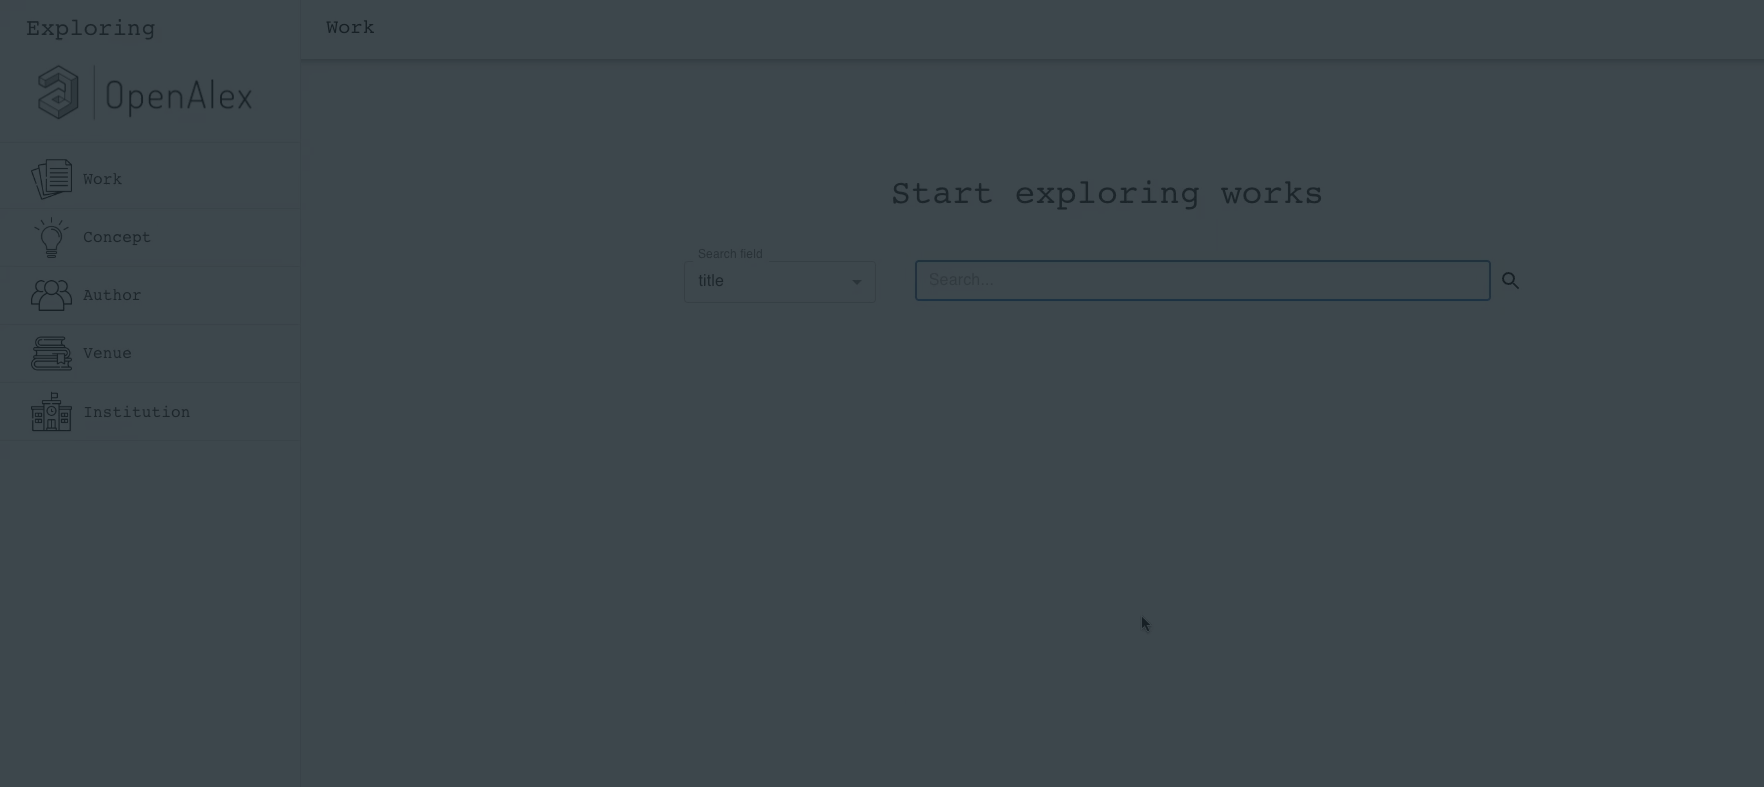 Exploring
OpenAlex
Work
Concept
Author
Venue
Institution
Work
Start exploring works
Search field
title
Search...